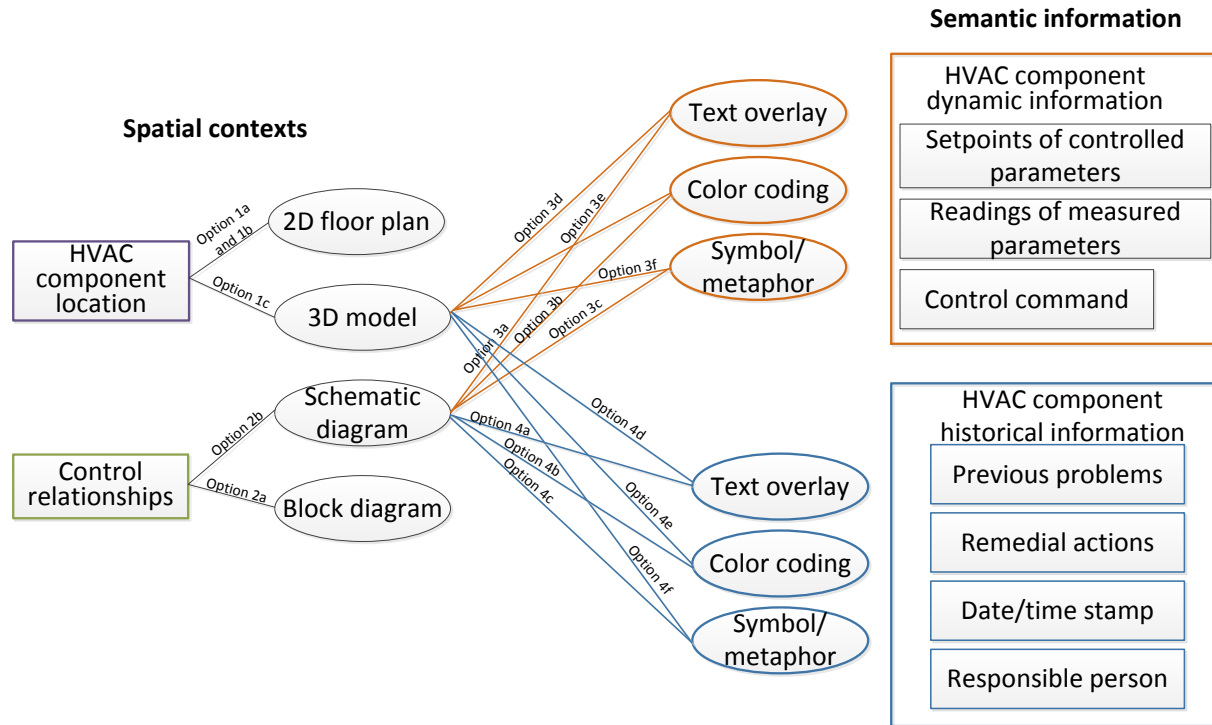 Semantic information
Spatial contexts
HVAC
component
location
Option 1a
and 1b
Option 1c
2D floor plan
3D model
Control
relationships
Option 2b
Option 2a
Schematic
diagram
Block diagram
Option 3d
Option 3e
Option 3f
Option 3b
Option 3a
Option 3c
Text overlay
Color coding
Symbol/
metaphor
Option 4d
Option 4a
Option 4b
Option 4c
Option 4e
Option 4f
Text overlay
Color coding
Symbol/
metaphor
HVAC component
dynamic information
Setpoints of controlled
parameters
Readings of measured
parameters
Control command
HVAC component
historical information
Previous problems
Remedial actions
Date/time stamp
Responsible person